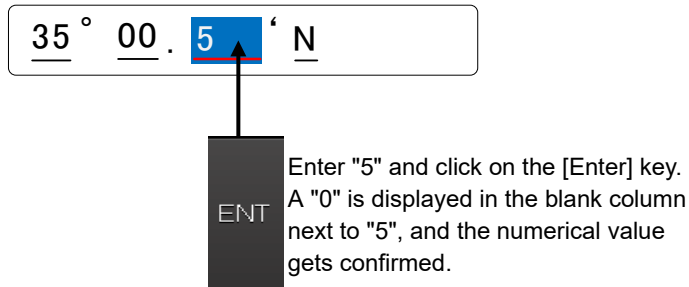 35° 00. 5 ‘ N
ENT
Enter "5" and click on the [Enter] key.
A "0" is displayed in the blank column
next to "5", and the numerical value
gets confirmed.